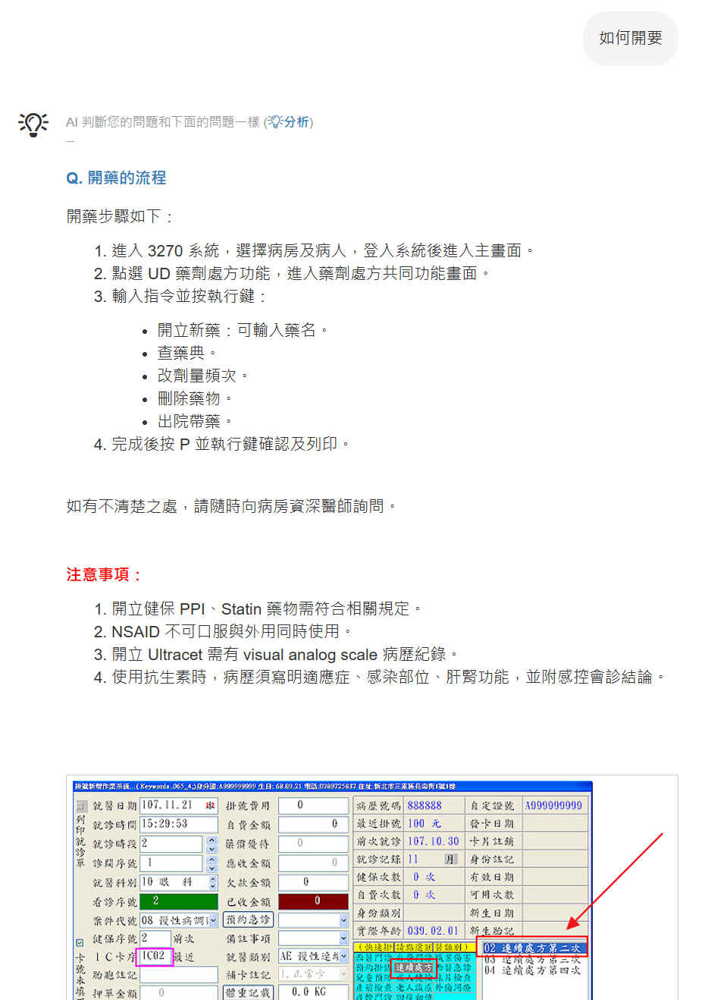 如何開要
AI 判斷您的問題和下面的問題一樣 (分析)
--
Q. 開藥的流程
開藥步驟如下：
1. 進入 3270 系統，選擇病房及病人，登入系統後進入主畫面。
2. 點選 UD 藥劑處方功能，進入藥劑處方共同功能畫面。
3. 輸入指令並按執行鍵：
• 開立新藥：可輸入藥名。
• 查藥典。
• 改劑量頻次。
• 刪除藥物。
• 出院帶藥。
4. 完成後按 P 並執行鍵確認及列印。
如有不清楚之處，請隨時向病房資深醫師詢問。
注意事項：
1. 開立健保 PPI、Statin 藥物需符合相關規定。
2. NSAID 不可口服與外用同時使用。
3. 開立 Ultracet 需有 visual analog scale 病歷紀錄。
4. 使用抗生素時，病歷須寫明適應症、感染部位、肝腎功能，並附感控會診結論。
掛號新增作業系統...( Keywords..065_4;)身分證:A999999999 生日: 68.09.21 電話:0289725837 住址:新北市三重區長壽街1號1樓
列印就診單
就醫日期 107.11.21 掛號費用 0 病歷號碼 888888 自定證號 A999999999
就診時間 15:29:53 自費金額 0 最近掛號 100 元 發卡日期
就診時段 2 藥價優待 0 前次就診 107.10.30 卡片註銷
診間序號 1 應收金額 0 就診記錄 11 月 身份註記
就醫科別 10 眼 科 欠款金額 0 健保次數 0 次 有效日期
看診序號 2 已收金額 0 自費次數 0 次 可用次數
案件代號 08 慢性病 預約急診 身份類別 新生日期
健保序號 2 前次 備註事項 實際年齡 039.02.01 新生胎記
ＩＣ卡序 IC02 最近 就醫類別 AE 慢性連 (快速掛 請點選就 醫類別) 02 連續處方第二次
03 連續處方第三次
胎胞註記 補卡註記 1.正常卡 連續處方 04 連續處方第四次
押單金額 0 體重記載 0.0 KG
卡號未填